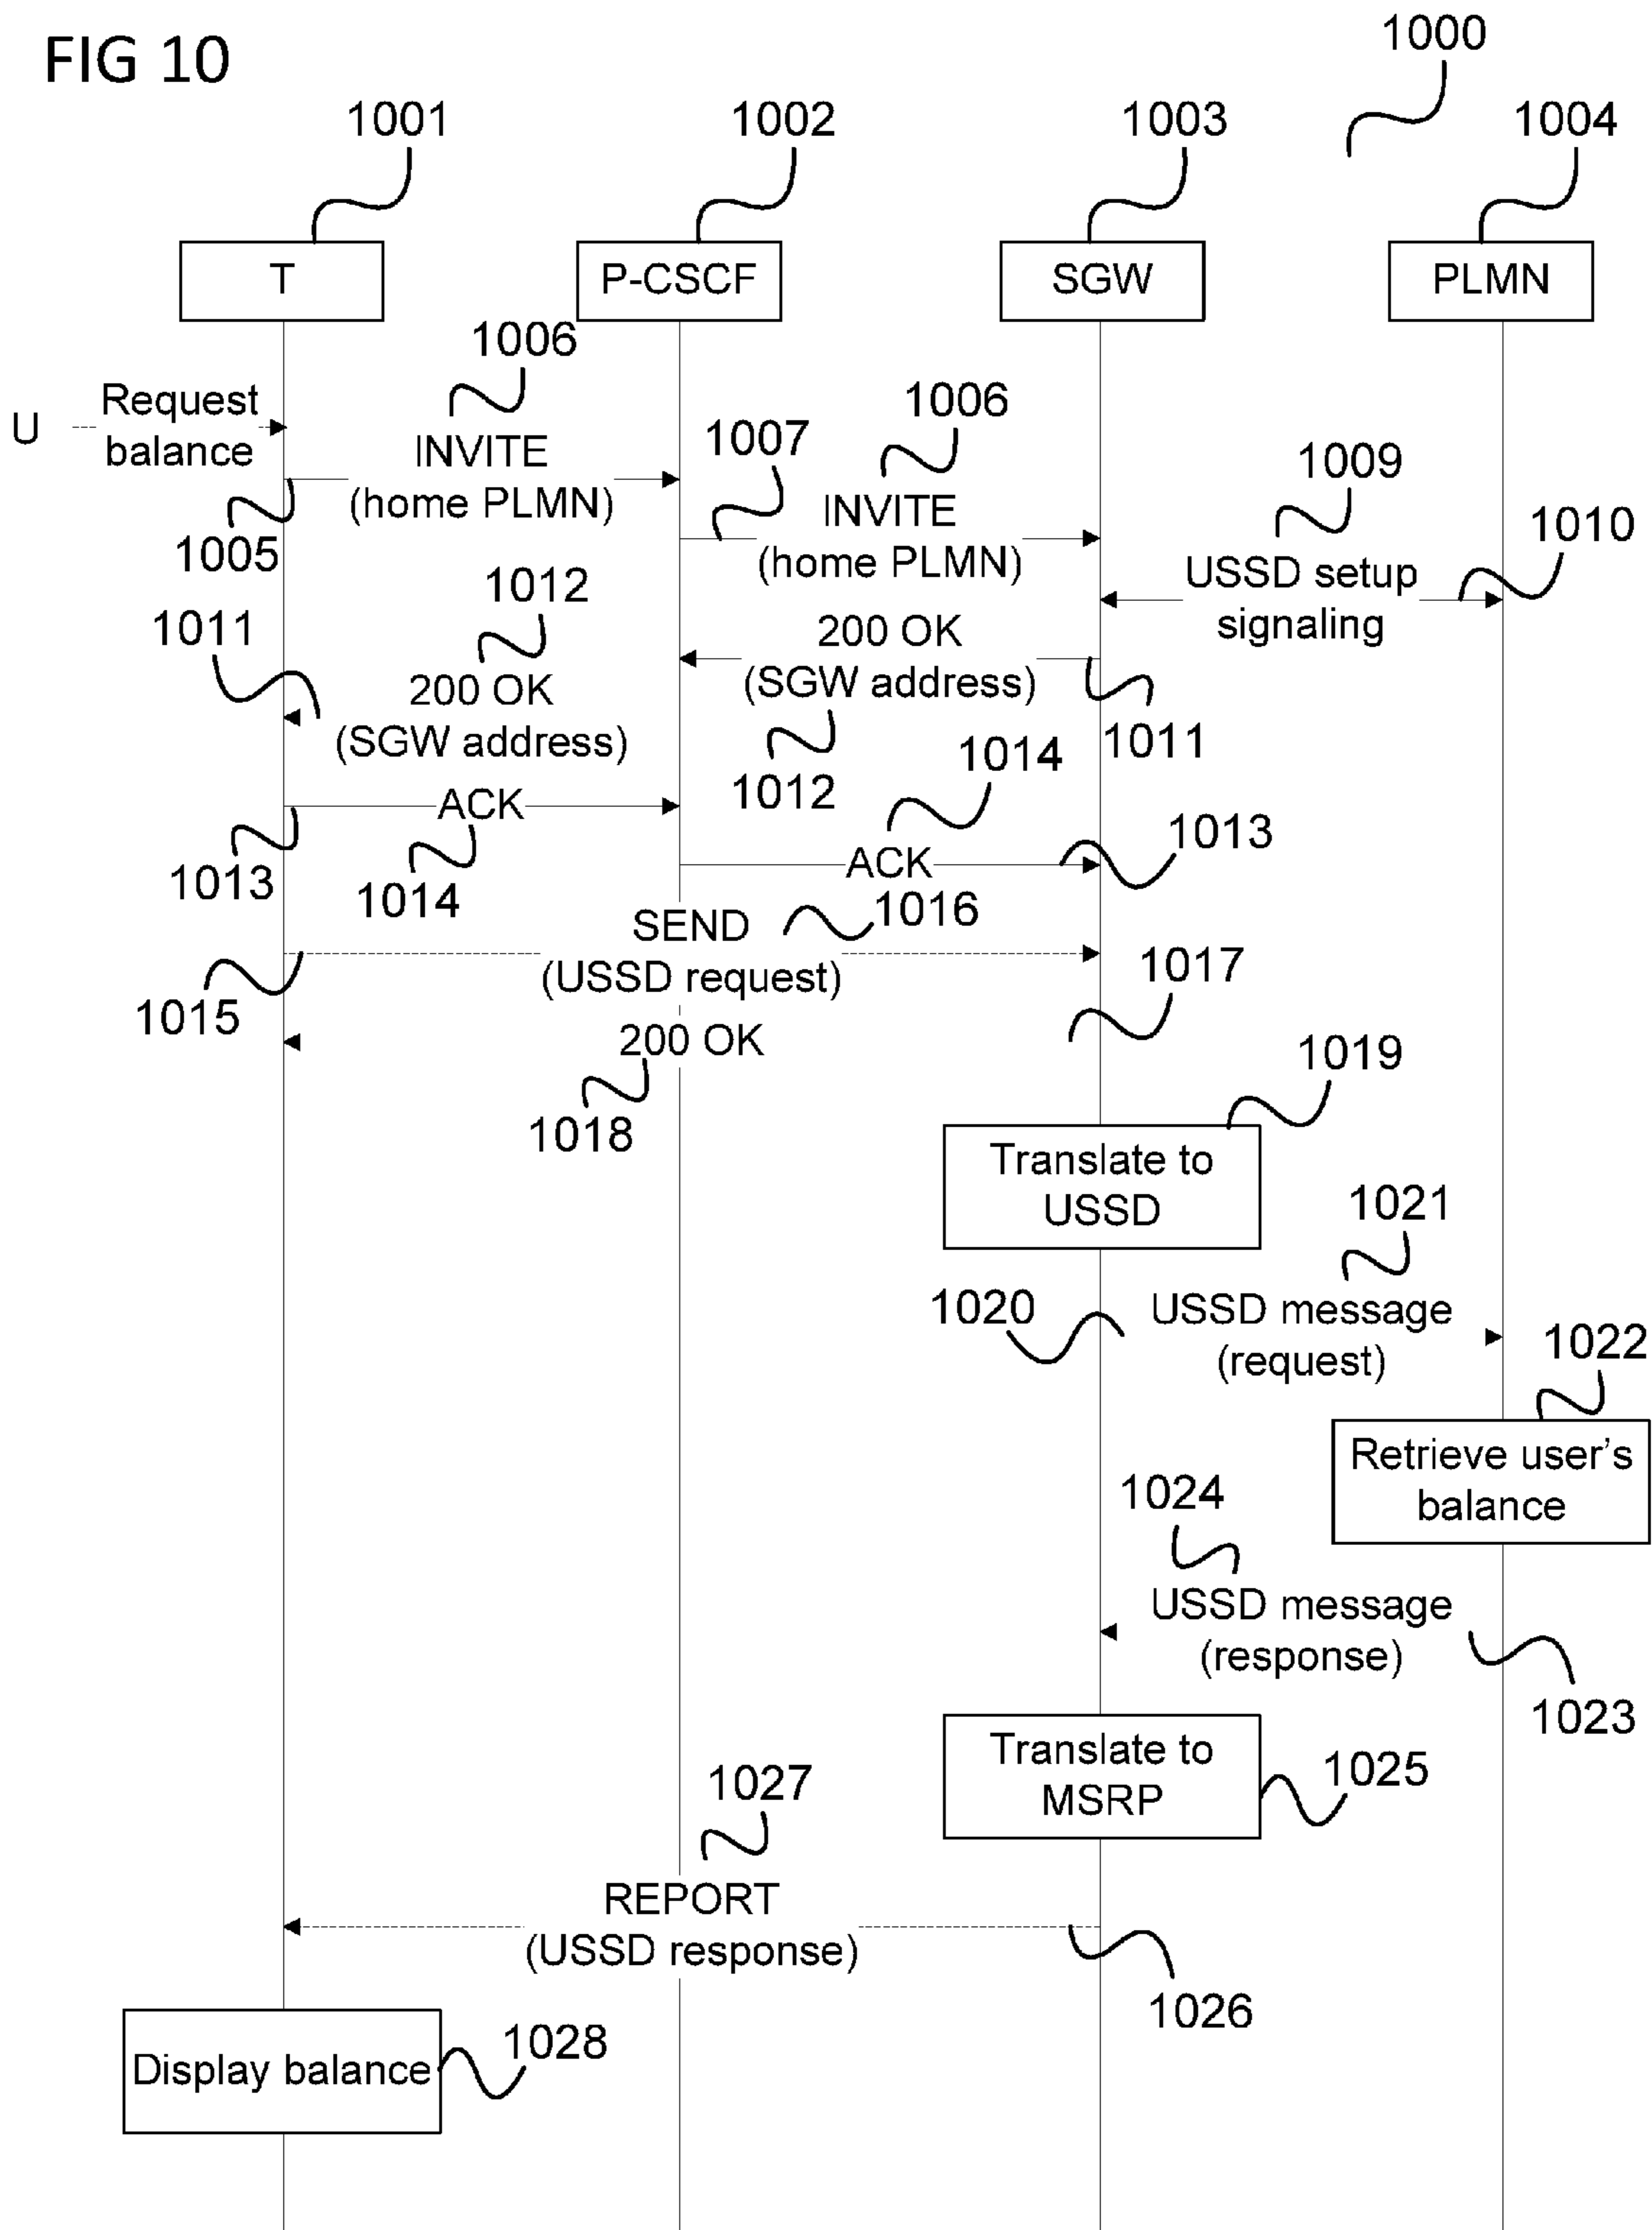 FIG 10
1000
1001
1002
1003
1004
T
P-CSCF
SGW
PLMN
1006
U
Request
balance
INVITE
(home PLMN)
1005
1007
1006
INVITE
(home PLMN)
1009
1010
USSD setup
signaling
1012
1011
200 OK
(SGW address)
200 OK
(SGW address)
1011
1012
1014
ACK
1013
1014
ACK
1013
SEND
1016
(USSD request)
1015
1017
200 OK
1018
1019
Translate to
USSD
1021
1020
USSD message
(request)
1022
Retrieve user's
balance
1024
USSD message
(response)
1023
Translate to
MSRP
1025
1027
REPORT
(USSD response)
1026
Display balance
1028